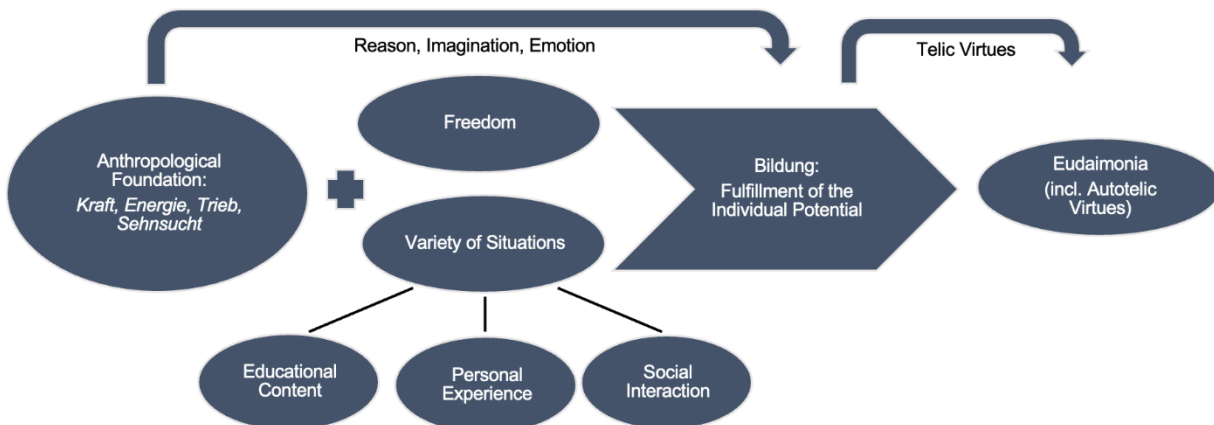 Reason, Imagination, Emotion
Telic Virtues
Anthropological
Foundation:
Kraft, Energie, Trieb,
Sehnsucht
Freedom
Variety of Situations
Bildung:
Fulfillment of the
Individual Potential
Eudaimonia
(incl. Autotelic
Virtues)
Educational
Content
Personal
Experience
Social
Interaction